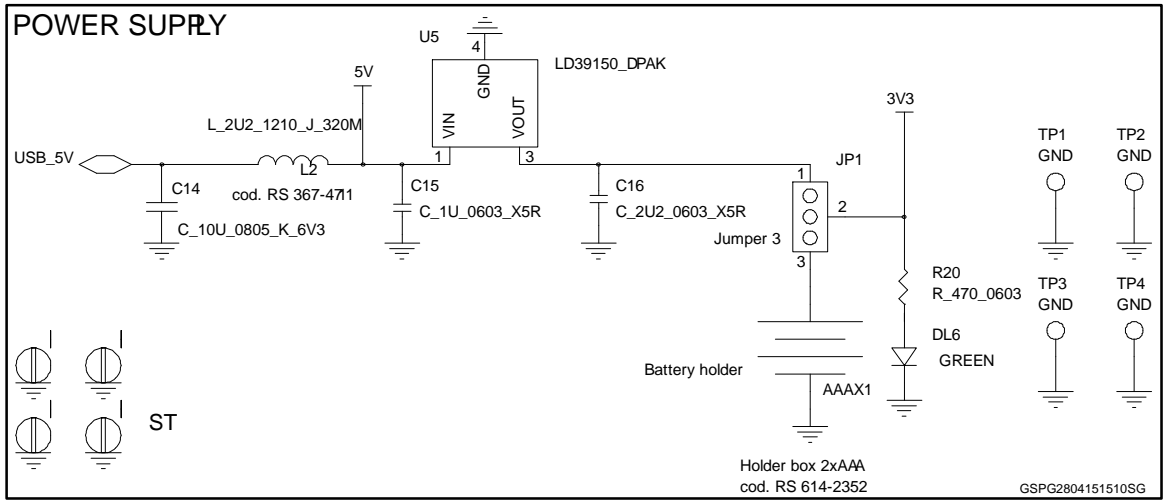 POWER SUPPLY
U5
4
GND
LD39150_DPAK
VIN
VOUT
1
3
5V
L_2U2_1210_J_320M
USB_5V
L2
cod. RS 367-4711
C14
C_10U_0805_K_6V3
C15
C_1U_0603_X5R
C16
C_2U2_0603_X5R
JP1
1
2
Jumper 3
3
3V3
R20
R_470_0603
DL6
GREEN
Battery holder
AAAX1
Holder box 2xAAA
cod. RS 614-2352
TP1
GND
TP2
GND
TP3
GND
TP4
GND
ST
GSPG2804151510SG